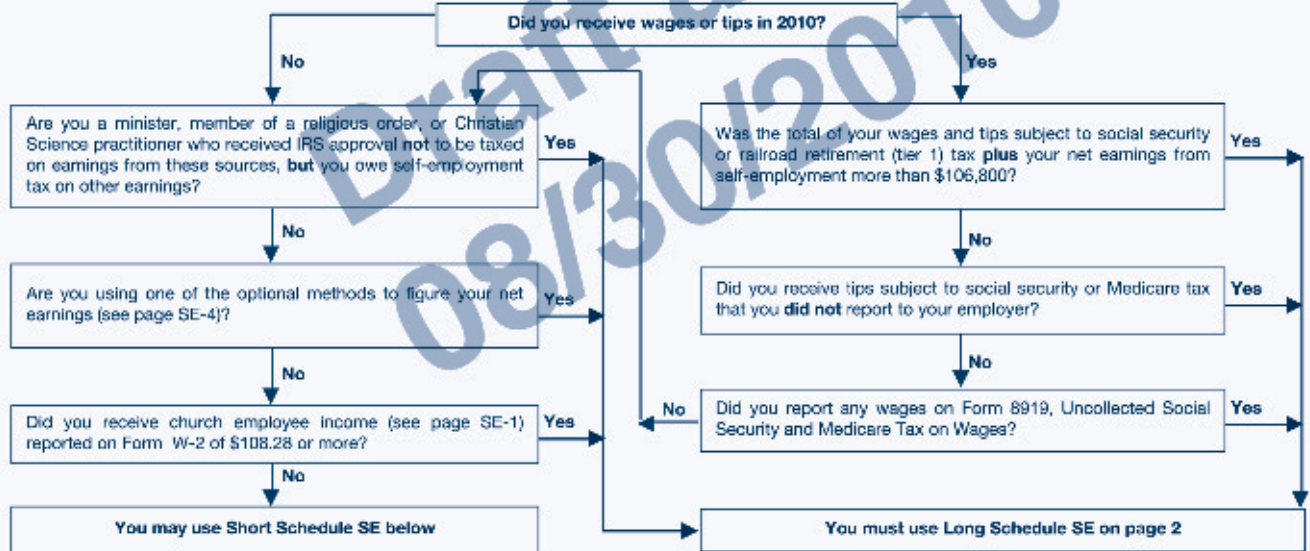 Did you receive wages or tips in 2010?
No
Yes
Are you a minister, member of a religious order, or Christian
Science practitioner who received IRS approval not to be taxed
on earnings from these sources, but you owe self-employment
tax on other earnings?
Yes
Was the total of your wages and tips subject to social security
or railroad retirement (tier 1) tax plus your net earnings from
self-employment more than $106,800?
Yes
No
No
Are you using one of the optional methods to figure your net
earnings (see page SE-4)?
Yes
Did you receive tips subject to social security or Medicare tax
that you did not report to your employer?
Yes
No
No
Did you receive church employee income (see page SE-1)
reported on Form W-2 of $108.28 or more?
Yes
No
Did you report any wages on Form 8919, Uncollected Social
Security and Medicare Tax on Wages?
Yes
No
You may use Short Schedule SE below
You must use Long Schedule SE on page 2
Draft
08/30/2010